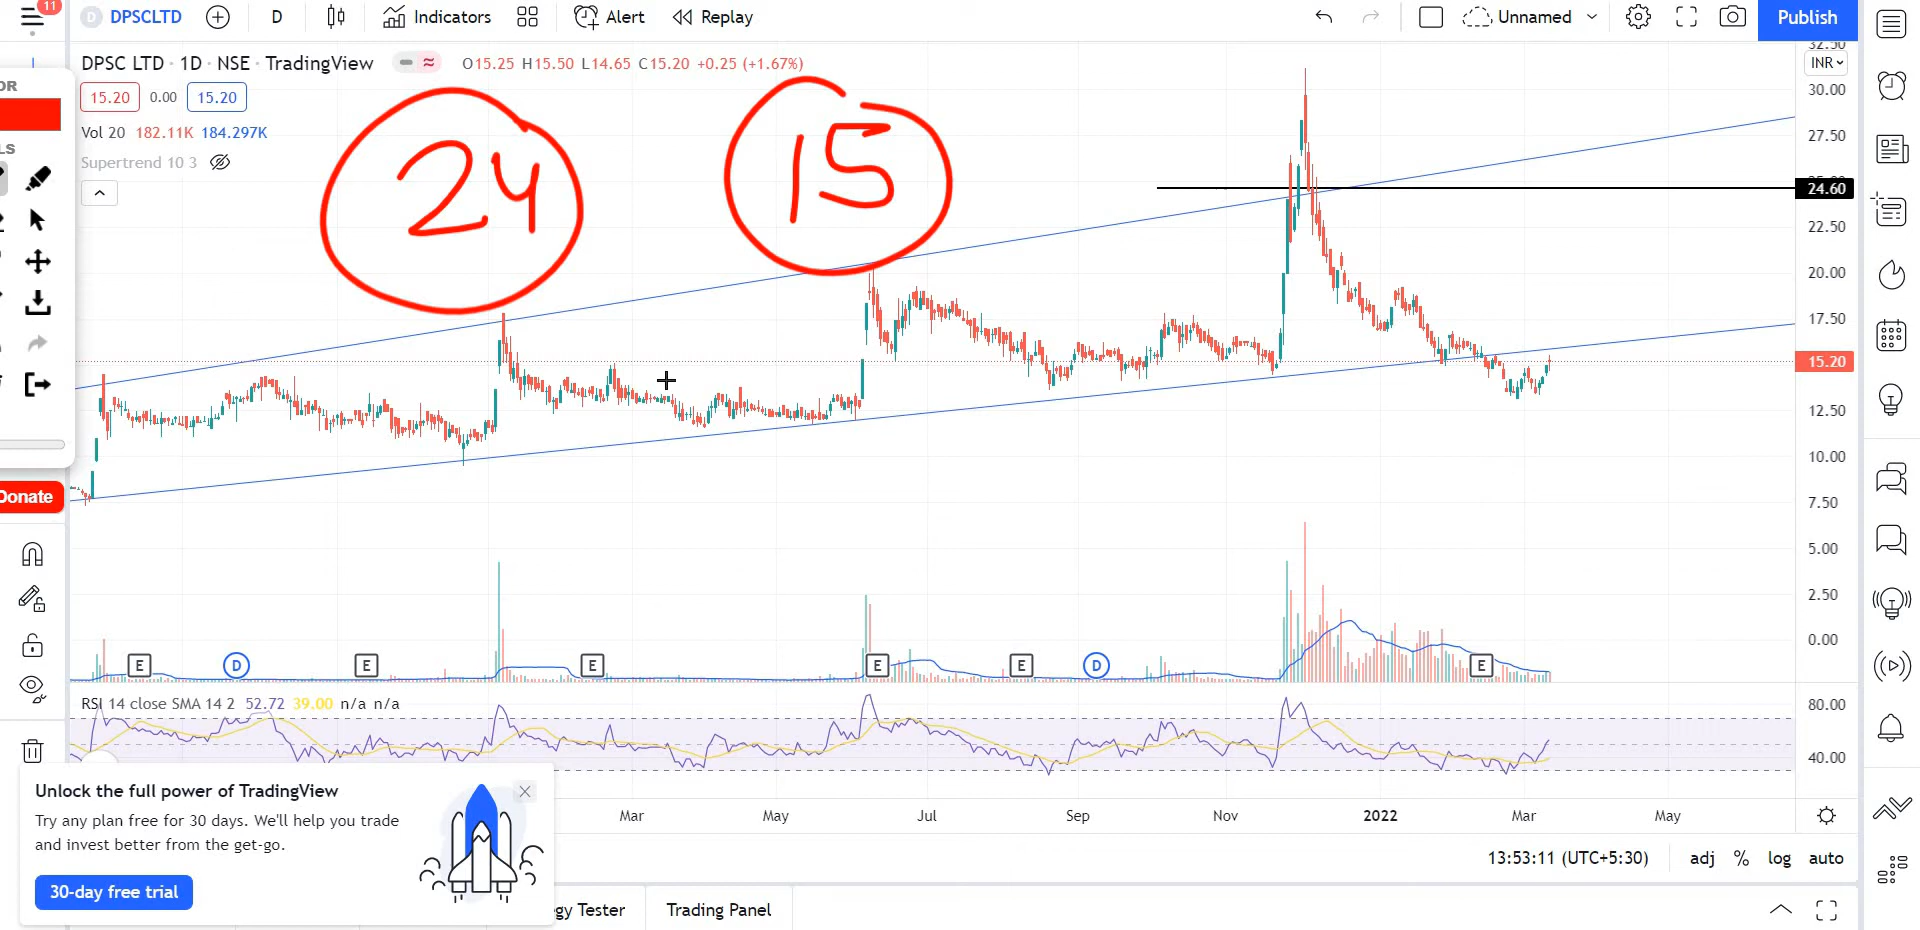 11 DPSCLTD D Indicators Alert Replay Unnamed Publish
DPSC LTD · 1D · NSE · TradingView O15.25 H15.50 L14.65 C15.20 +0.25 (+1.67%)
INR
15.20 0.00 15.20
Vol 20 182.11K 184.297K
Supertrend 10 3
OR
LS
24
15
32.50
30.00
27.50
24.60
22.50
20.00
17.50
15.20
12.50
10.00
7.50
5.00
2.50
0.00
Donate
E D E E E E D E
RSI 14 close SMA 14 2 52.72 39.00 n/a n/a
80.00
40.00
Unlock the full power of TradingView
Try any plan free for 30 days. We'll help you trade
and invest better from the get-go.
30-day free trial
Mar May Jul Sep Nov 2022 Mar May
13:53:11 (UTC+5:30) adj % log auto
gy Tester Trading Panel